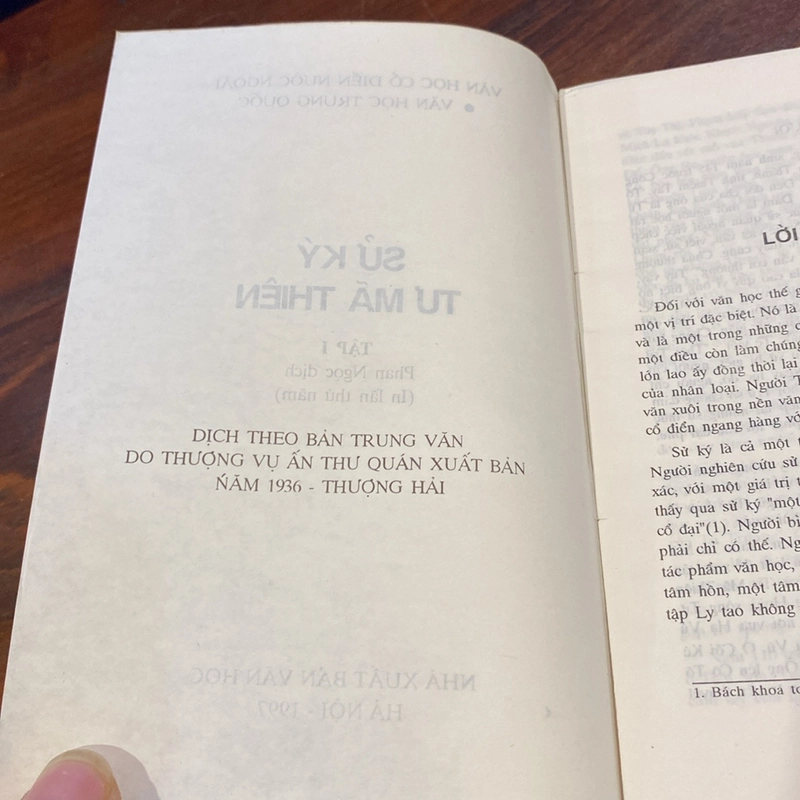 VĂN HỌC CỔ ĐIỂN NƯỚC NGOÀI
• VĂN HỌC TRUNG QUỐC
SỬ KÝ
TƯ MÃ THIÊN
TẬP I
Phan Ngọc dịch
(In lần thứ năm)
DỊCH THEO BẢN TRUNG VĂN
DO THƯỢNG VỤ ẤN THƯ QUÁN XUẤT BẢN
NĂM 1936 - THƯỢNG HẢI
NHÀ XUẤT BẢN VĂN HỌC
HÀ NỘI - 1997
LỜI
Đối với văn học thế
một vị trí đặc biệt. Nó là
và là một trong những
một điều còn làm chúng
lớn lao ấy đồng thời lại
của nhân loại. Người
văn xuôi trong nền văn
cổ điển ngang hàng
Sử ký là cả một
Người nghiên cứu sử
xác, với một giá trị
thấy qua sử ký "một
cổ đại"(1). Người
phải chỉ có thế.
tác phẩm văn học,
tâm hồn, một tâm
tập Ly tao không
1. Bách khoa